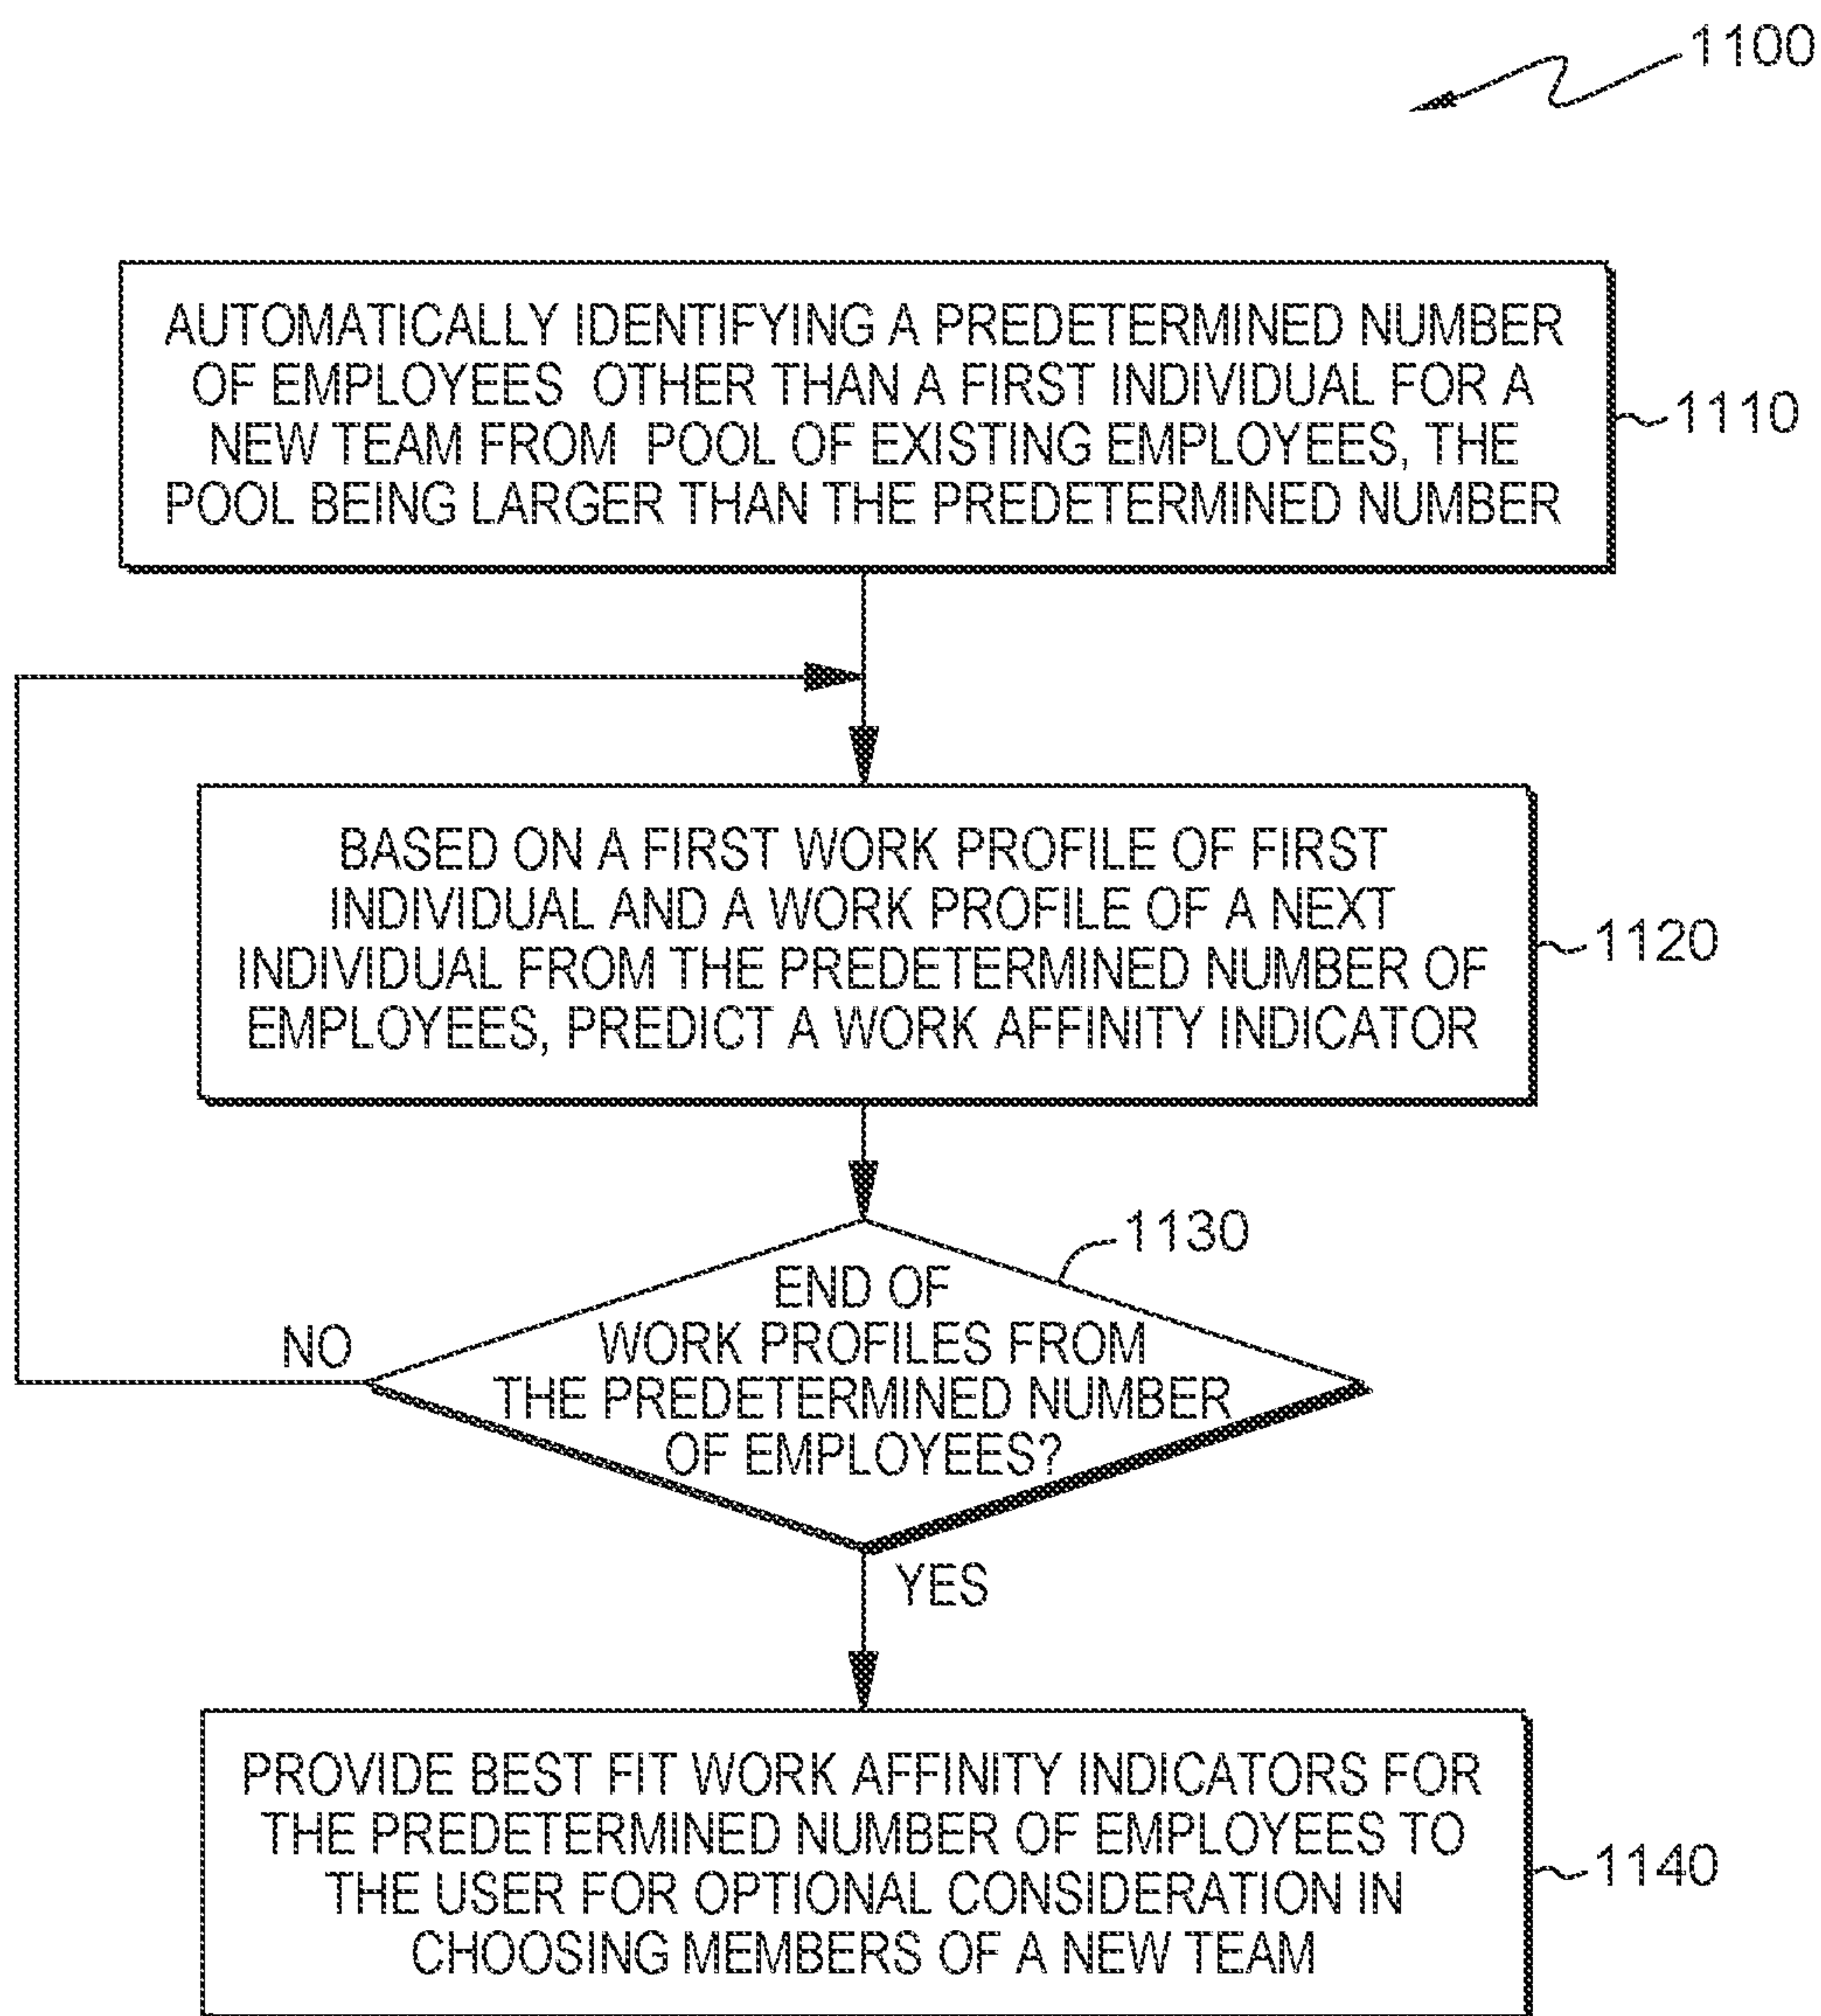 1100
AUTOMATICALLY IDENTIFYING A PREDETERMINED NUMBER
OF EMPLOYEES OTHER THAN A FIRST INDIVIDUAL FOR A
NEW TEAM FROM POOL OF EXISTING EMPLOYEES, THE
POOL BEING LARGER THAN THE PREDETERMINED NUMBER
1110
BASED ON A FIRST WORK PROFILE OF FIRST
INDIVIDUAL AND A WORK PROFILE OF A NEXT
INDIVIDUAL FROM THE PREDETERMINED NUMBER OF
EMPLOYEES, PREDICT A WORK AFFINITY INDICATOR
1120
1130
END OF
WORK PROFILES FROM
THE PREDETERMINED NUMBER
OF EMPLOYEES?
NO
YES
PROVIDE BEST FIT WORK AFFINITY INDICATORS FOR
THE PREDETERMINED NUMBER OF EMPLOYEES TO
THE USER FOR OPTIONAL CONSIDERATION IN
CHOOSING MEMBERS OF A NEW TEAM
1140